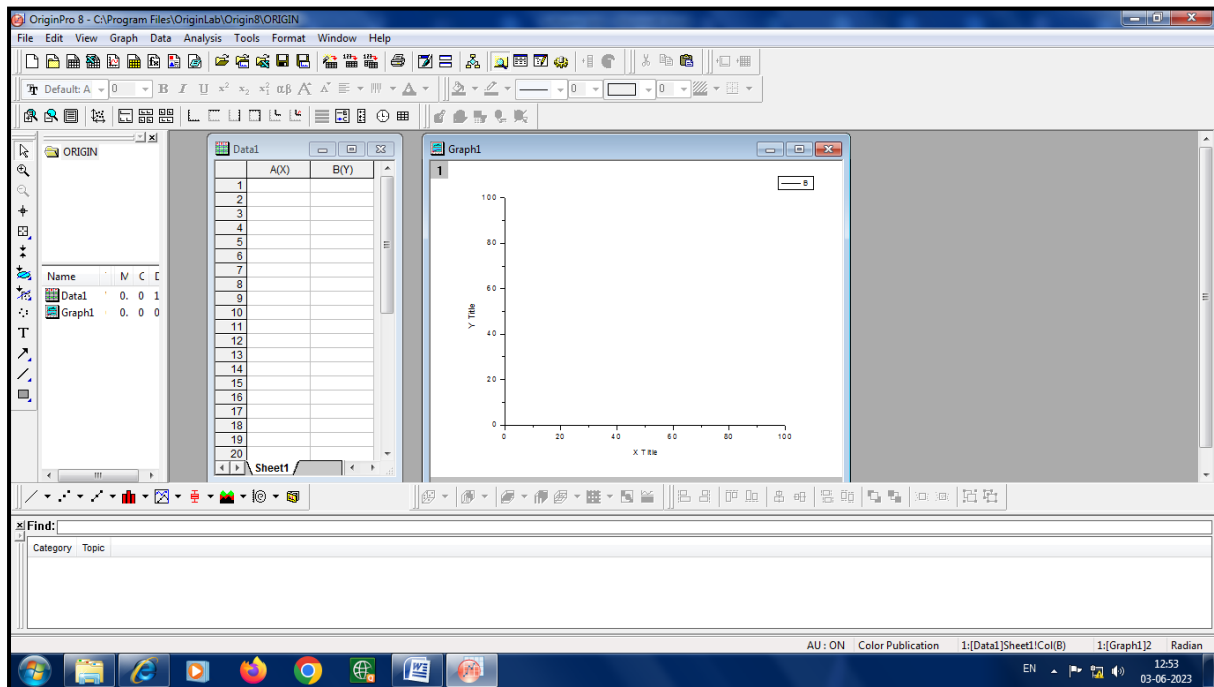 OriginPro 8 - C:\Program Files\OriginLab\Origin8\ORIGIN
File Edit View Graph Data Analysis Tools Format Window Help
Default: A 0 B I U αβ 0 0
ORIGIN
Name M C D
Data1 0. 0 1
Graph1 0. 0 0
Data1
A(X) B(Y)
1
2
3
4
5
6
7
8
9
10
11
12
13
14
15
16
17
18
19
20
Sheet1
Graph1
1
B
100
80
60
40
20
0
Y Title
0 20 40 60 80 100
X Title
Find:
Category Topic
AU : ON Color Publication 1:[Data1]Sheet1!Col(B) 1:[Graph1]2 Radian
EN 12:53
03-06-2023